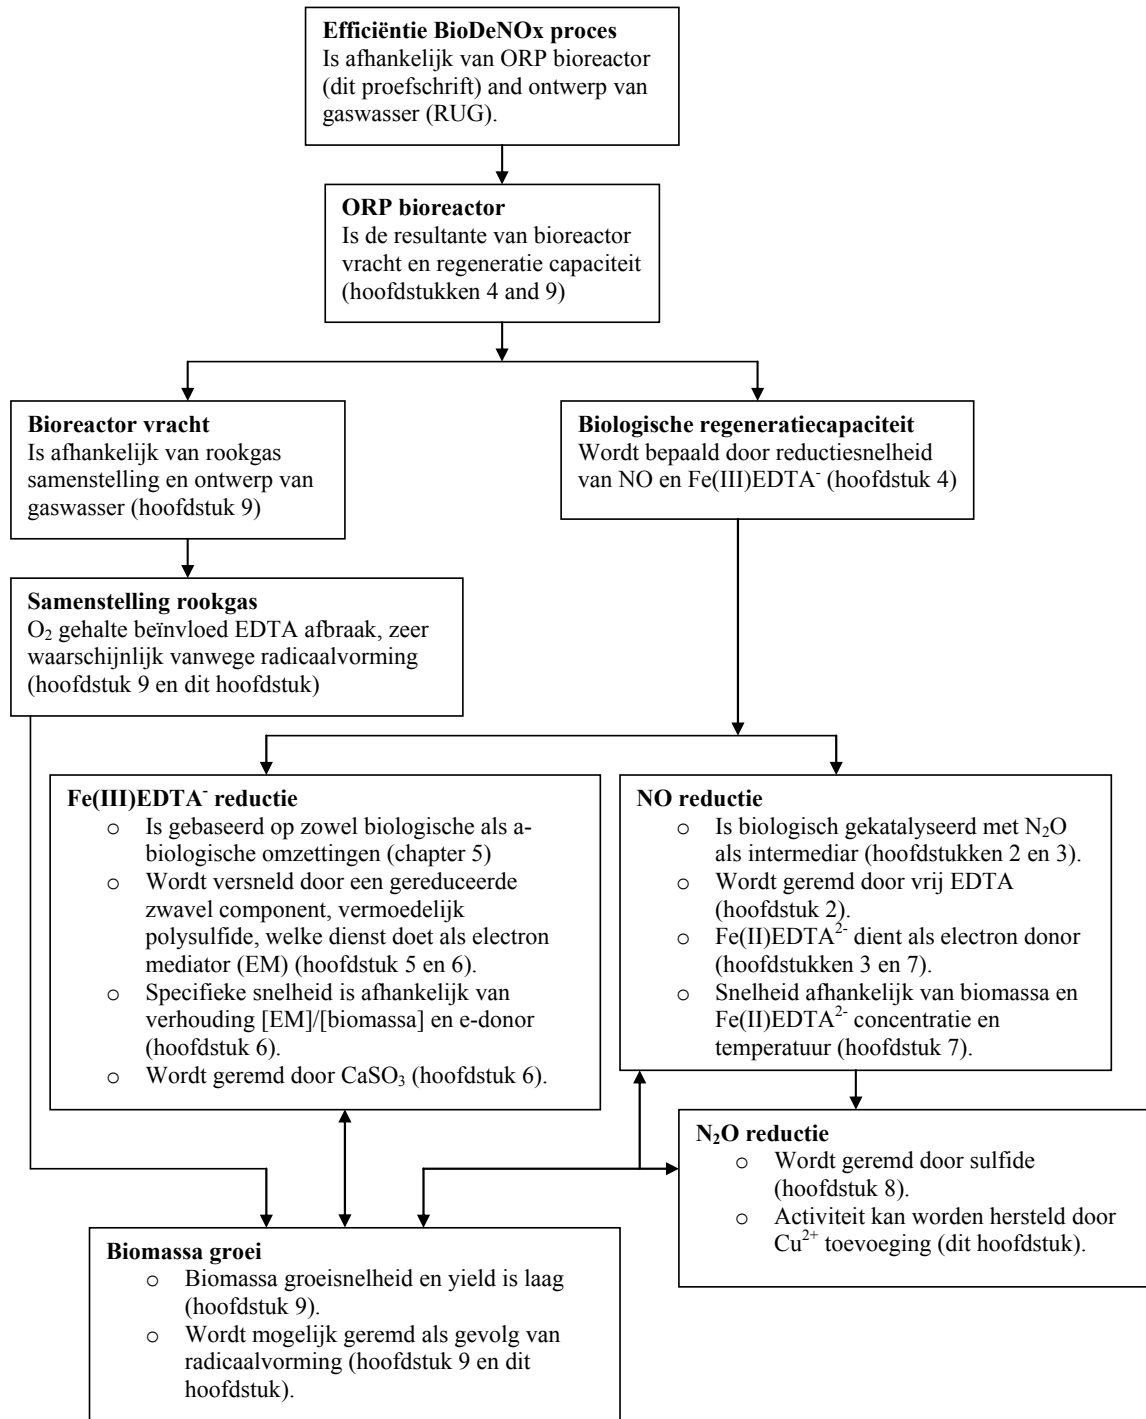 Efficiëntie BioDeNOx proces
Is afhankelijk van ORP bioreactor
(dit proefschrift) and ontwerp van
gaswasser (RUG).
ORP bioreactor
Is de resultante van bioreactor
vracht en regeneratie capaciteit
(hoofdstukken 4 and 9)
Bioreactor vracht
Is afhankelijk van rookgas
samenstelling en ontwerp van
gaswasser (hoofdstuk 9)
Biologische regeneratiecapaciteit
Wordt bepaald door reductiesnelheid
van NO en Fe(III)EDTA⁻ (hoofdstuk 4)
Samenstelling rookgas
O₂ gehalte beïnvloed EDTA afbraak, zeer
waarschijnlijk vanwege radicaalvorming
(hoofdstuk 9 en dit hoofdstuk)
Fe(III)EDTA⁻ reductie
o Is gebaseerd op zowel biologische als a-
biologische omzettingen (chapter 5)
o Wordt versneld door een gereduceerde
zwavel component, vermoedelijk
polysulfide, welke dienst doet als electron
mediator (EM) (hoofdstuk 5 en 6).
o Specifieke snelheid is afhankelijk van
verhouding [EM]/[biomassa] en e-donor
(hoofdstuk 6).
o Wordt geremd door CaSO₃ (hoofdstuk 6).
NO reductie
o Is biologisch gekatalyseerd met N₂O
als intermediar (hoofdstukken 2 en 3).
o Wordt geremd door vrij EDTA
(hoofdstuk 2).
o Fe(II)EDTA²⁻ dient als electron donor
(hoofdstukken 3 en 7).
o Snelheid afhankelijk van biomassa en
Fe(II)EDTA²⁻ concentratie en
temperatuur (hoofdstuk 7).
N₂O reductie
o Wordt geremd door sulfide
(hoofdstuk 8).
o Activiteit kan worden hersteld door
Cu²⁺ toevoeging (dit hoofdstuk).
Biomassa groei
o Biomassa groeisnelheid en yield is laag
(hoofdstuk 9).
o Wordt mogelijk geremd als gevolg van
radicaalvorming (hoofdstuk 9 en dit
hoofdstuk).